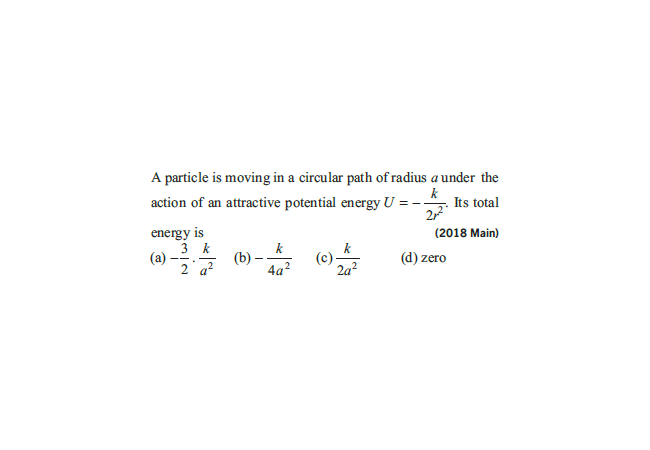 A particle is moving in a circular path of radius a under the
action of an attractive potential energy U = − k/2r². Its total
energy is (2018 Main)
(a) −3/2 · k/a² (b) − k/4a² (c) k/2a² (d) zero